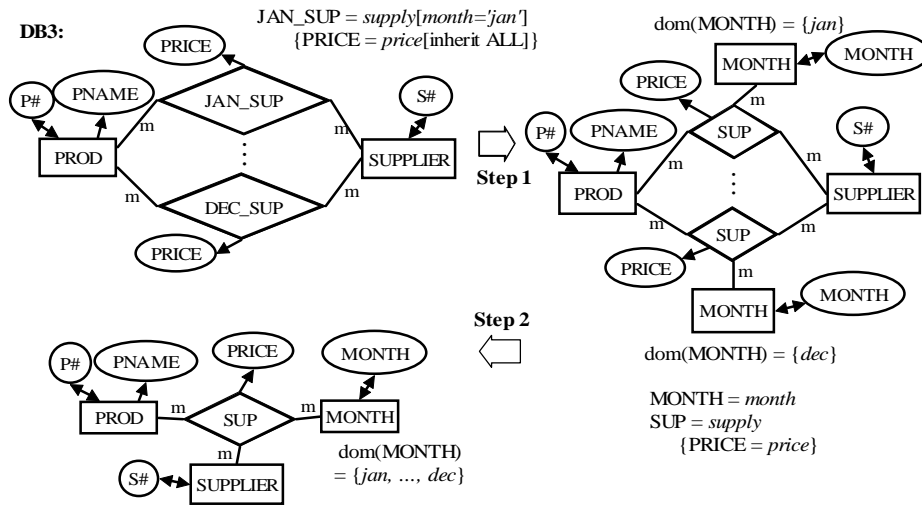 DB3:
JAN_SUP = supply[month='jan']
{PRICE = price[inherit ALL]}
PRICE
P#
PNAME
JAN_SUP
S#
m
m
PROD
SUPPLIER
m
m
DEC_SUP
PRICE
Step 1
dom(MONTH) = {jan}
MONTH
MONTH
PRICE
m
P#
PNAME
SUP
S#
m
m
PROD
SUPPLIER
m
m
SUP
PRICE
m
MONTH
MONTH
dom(MONTH) = {dec}
MONTH = month
SUP = supply
{PRICE = price}
Step 2
P#
PNAME
PRICE
MONTH
PROD
m
SUP
m
MONTH
m
dom(MONTH)
= {jan, ..., dec}
S#
SUPPLIER